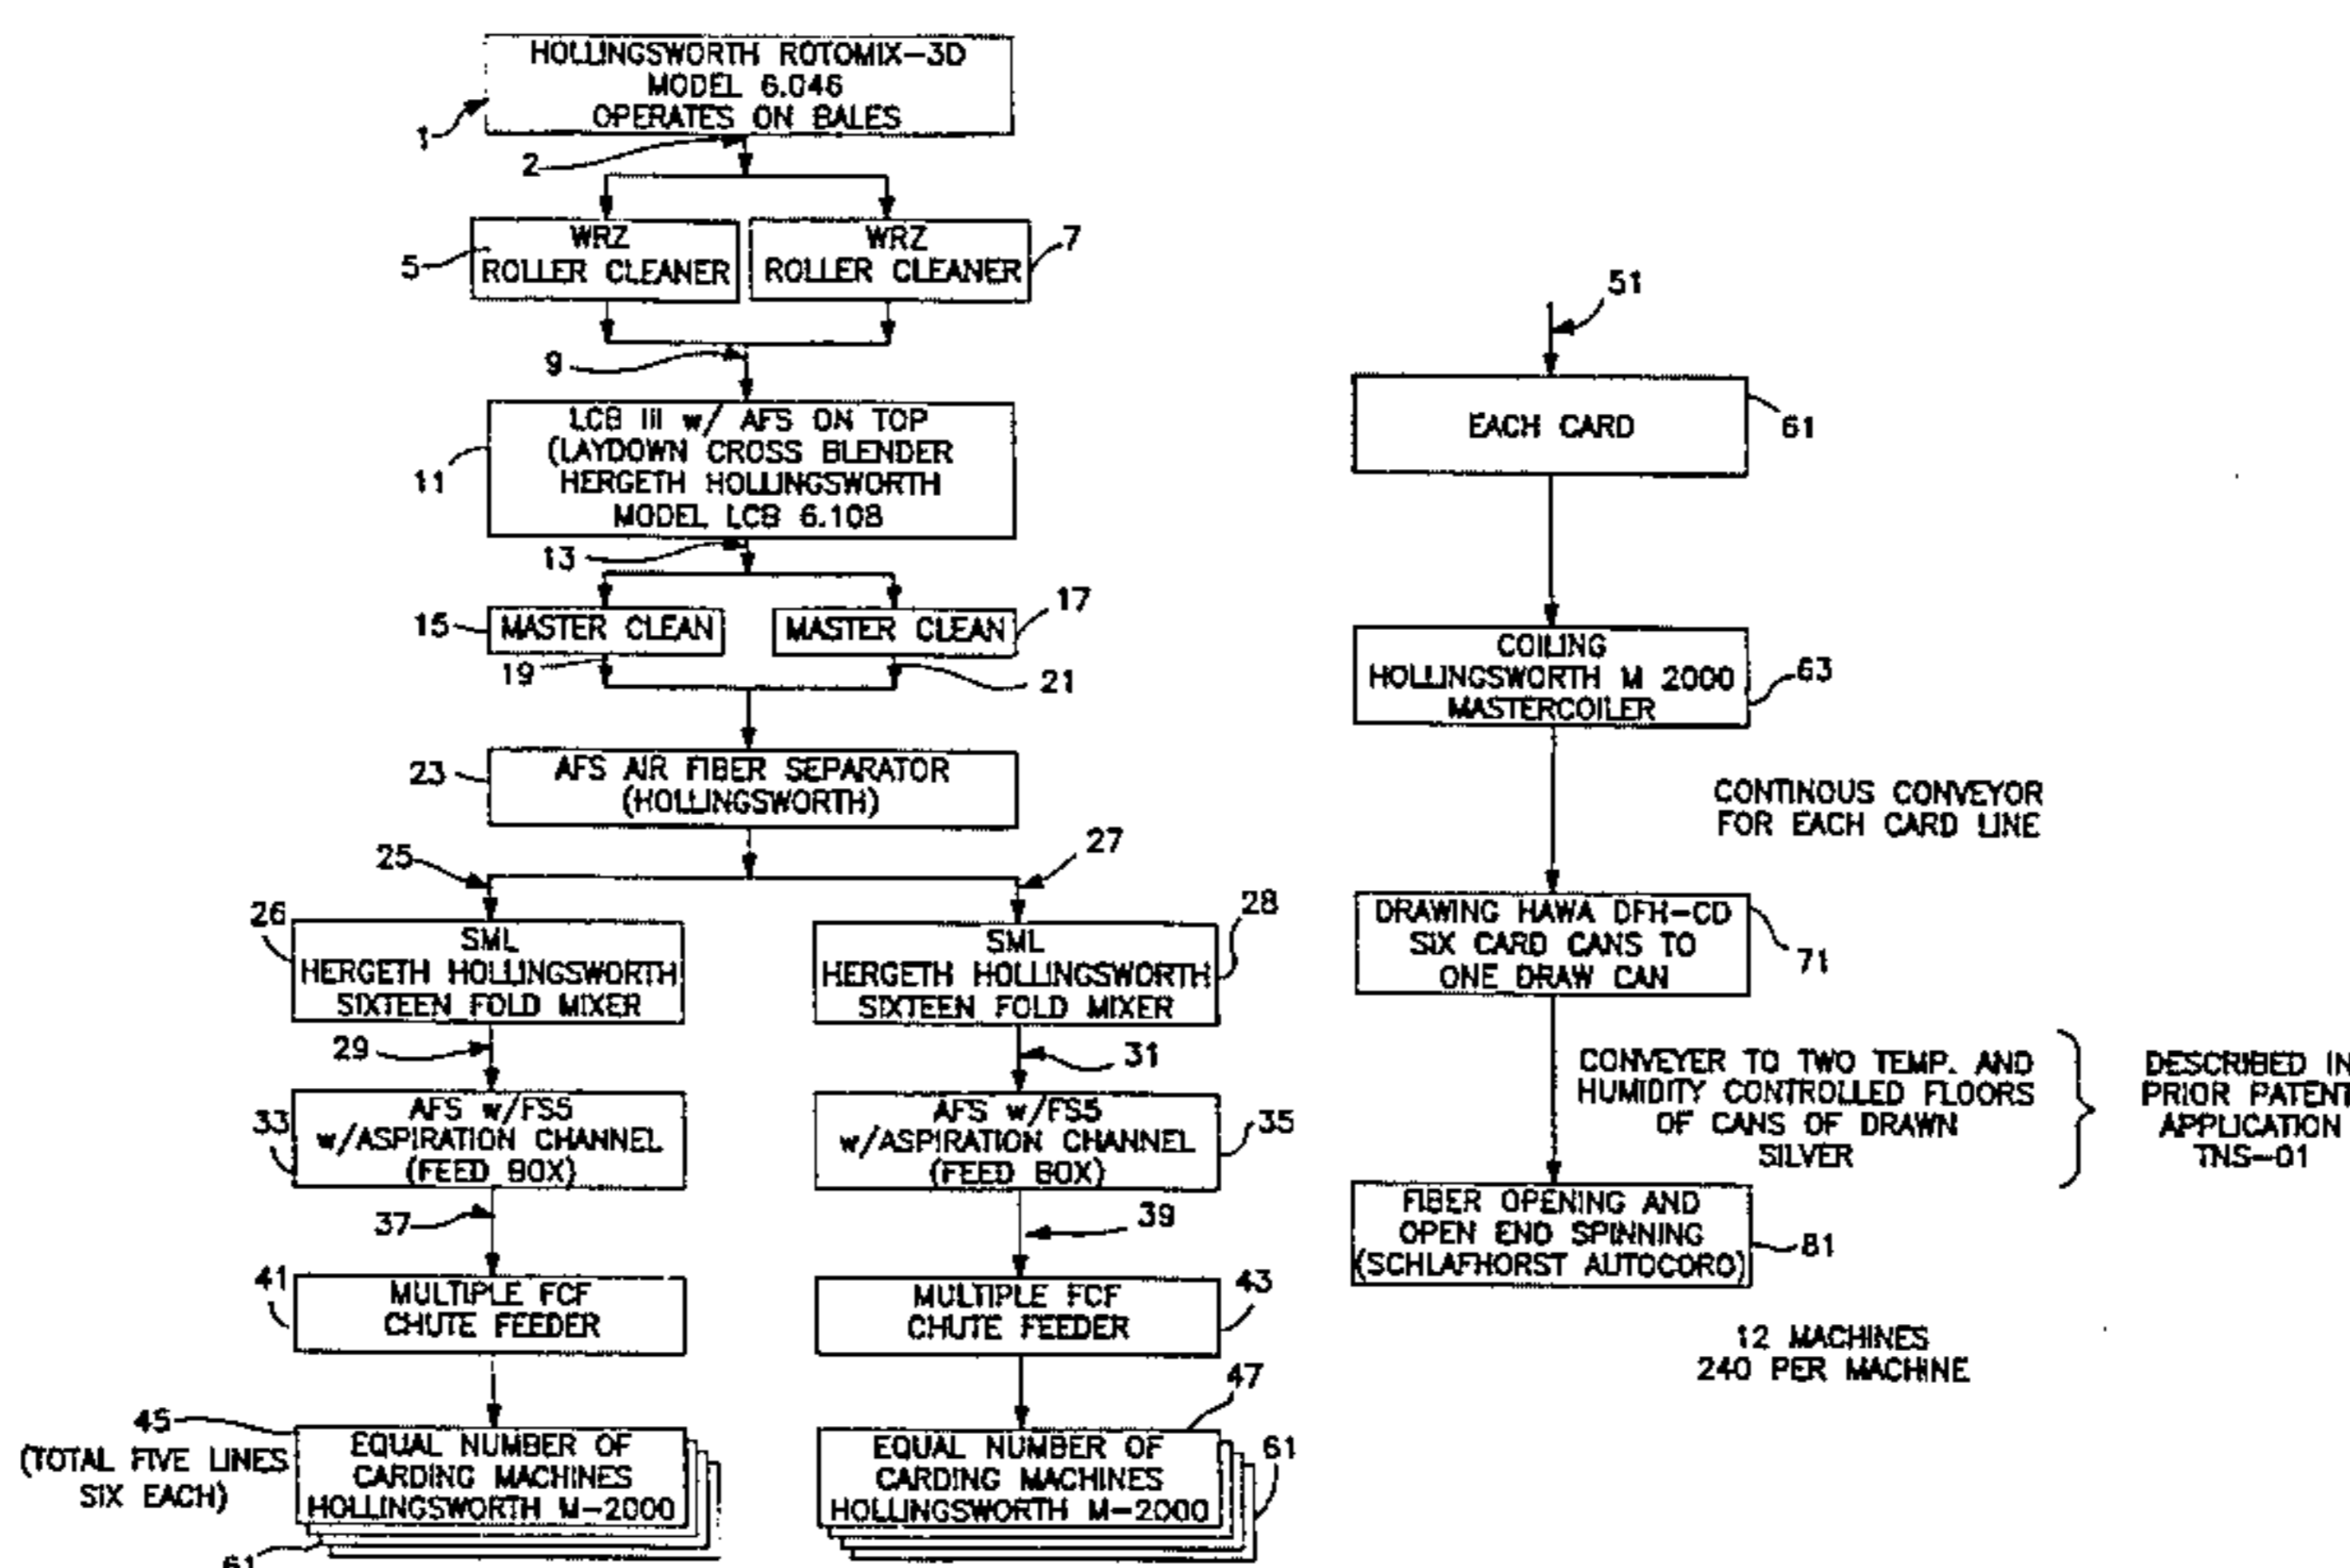 HOLLINGSWORTH ROTOMIX-3D
MODEL 6.046
OPERATES ON BALES
1
2
WRZ
ROLLER CLEANER
5
WRZ
ROLLER CLEANER
7
9
LCB III w/ AFS ON TOP
(LAYDOWN CROSS BLENDER
HERGETH HOLLINGSWORTH
MODEL LCB 6.108
11
13
15
MASTER CLEAN
MASTER CLEAN
17
19
21
23
AFS AIR FIBER SEPARATOR
(HOLLINGSWORTH)
25
27
26
SML
HERGETH HOLLINGSWORTH
SIXTEEN FOLD MIXER
28
SML
HERGETH HOLLINGSWORTH
SIXTEEN FOLD MIXER
29
31
33
AFS w/FS5
w/ASPIRATION CHANNEL
(FEED BOX)
AFS w/FS5
w/ASPIRATION CHANNEL
(FEED BOX)
35
37
39
41
MULTIPLE FCF
CHUTE FEEDER
MULTIPLE FCF
CHUTE FEEDER
43
45
(TOTAL FIVE LINES
SIX EACH)
EQUAL NUMBER OF
CARDING MACHINES
HOLLINGSWORTH M-2000
61
47
EQUAL NUMBER OF
CARDING MACHINES
HOLLINGSWORTH M-2000
61
51
EACH CARD
61
COILING
HOLLINGSWORTH M 2000
MASTERCOILER
63
CONTINOUS CONVEYOR
FOR EACH CARD LINE
DRAWING HAWA DFH-CD
SIX CARD CANS TO
ONE DRAW CAN
71
CONVEYER TO TWO TEMP. AND
HUMIDITY CONTROLLED FLOORS
OF CANS OF DRAWN
SILVER
DESCRIBED IN
PRIOR PATENT
APPLICATION
TNS-01
FIBER OPENING AND
OPEN END SPINNING
(SCHLAFHORST AUTOCORO)
81
12 MACHINES
240 PER MACHINE